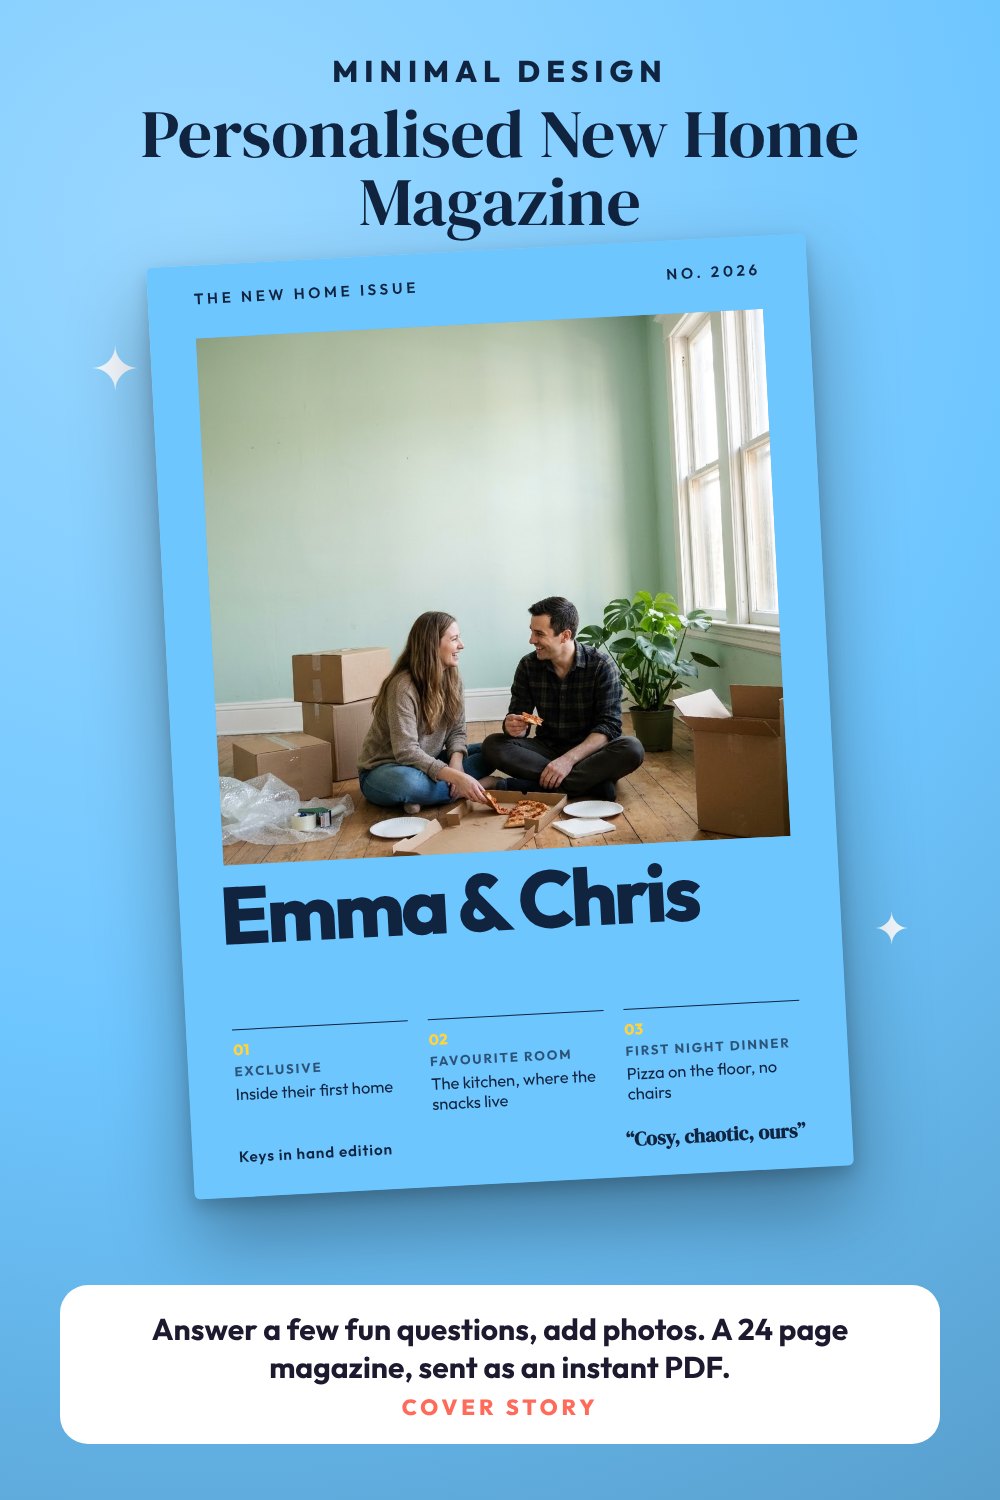 MINIMAL DESIGN
Personalised New Home
Magazine
THE NEW HOME ISSUE
NO. 2026
Emma & Chris
01
EXCLUSIVE
Inside their first home
02
FAVOURITE ROOM
The kitchen, where the
snacks live
03
FIRST NIGHT DINNER
Pizza on the floor, no
chairs
Keys in hand edition
“Cosy, chaotic, ours”
Answer a few fun questions, add photos. A 24 page
magazine, sent as an instant PDF.
COVER STORY